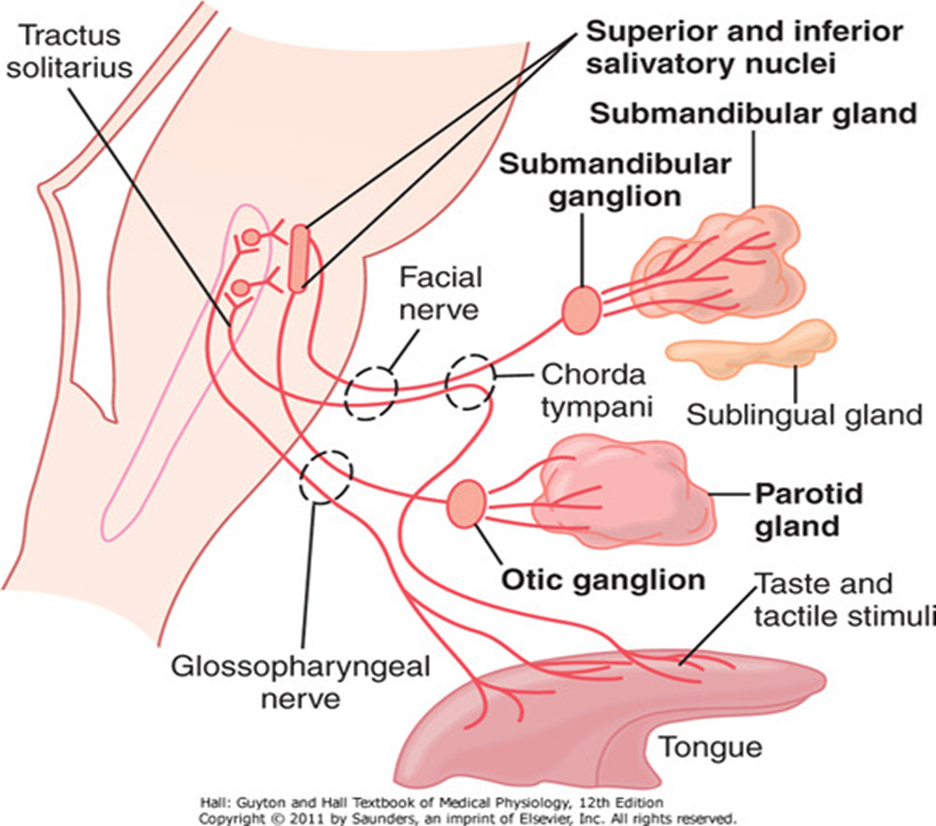 Tractus
solitarius
Superior and inferior
salivatory nuclei
Submandibular gland
Submandibular
ganglion
Facial
nerve
Chorda
tympani
Sublingual gland
Parotid
gland
Otic ganglion
Taste and
tactile stimuli
Glossopharyngeal
nerve
Tongue
Hall: Guyton and Hall Textbook of Medical Physiology, 12th Edition
Copyright © 2011 by Saunders, an imprint of Elsevier, Inc. All rights reserved.